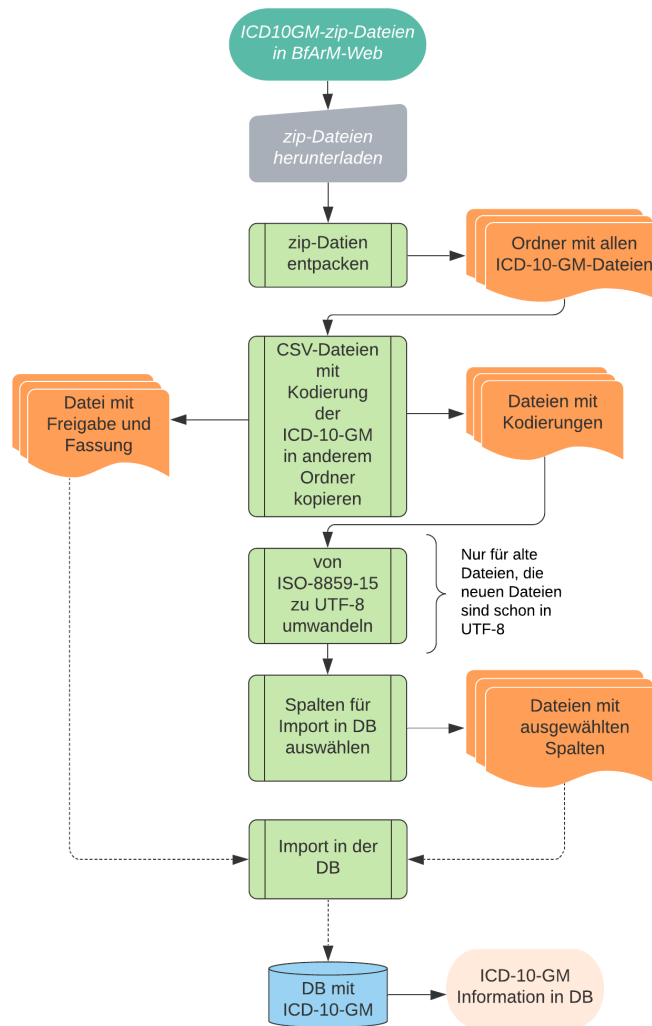 ICD10GM-zip-Dateien
in BfArM-Web
zip-Dateien
herunterladen
zip-Datien
entpacken
Ordner mit allen
ICD-10-GM-Dateien
CSV-Dateien
mit
Kodierung
der
ICD-10-GM
in anderem
Ordner
kopieren
Datei mit
Freigabe und
Fassung
Dateien mit
Kodierungen
von
ISO-8859-15
zu UTF-8
umwandeln
Nur für alte
Dateien, die
neuen Dateien
sind schon in
UTF-8
Spalten für
Import in DB
auswählen
Dateien mit
ausgewählten
Spalten
Import in der
DB
DB mit
ICD-10-GM
ICD-10-GM
Information in DB